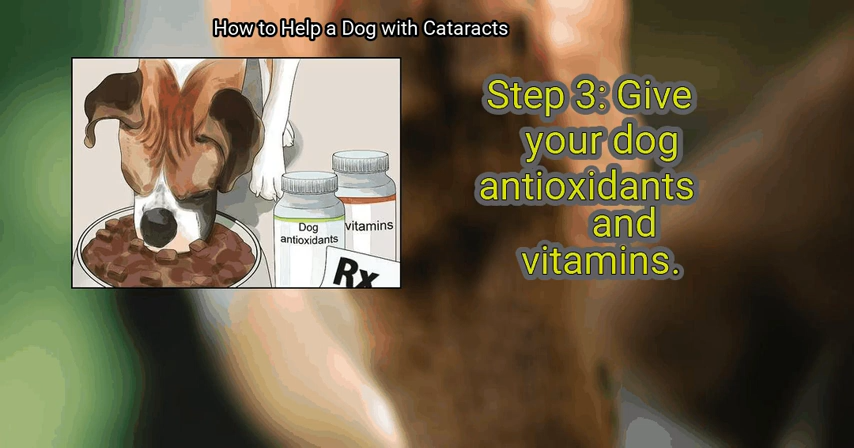 How to Help a Dog with Cataracts
Step 3: Give
your dog
antioxidants
and
vitamins.
Dog
antioxidants
vitamins
Rx